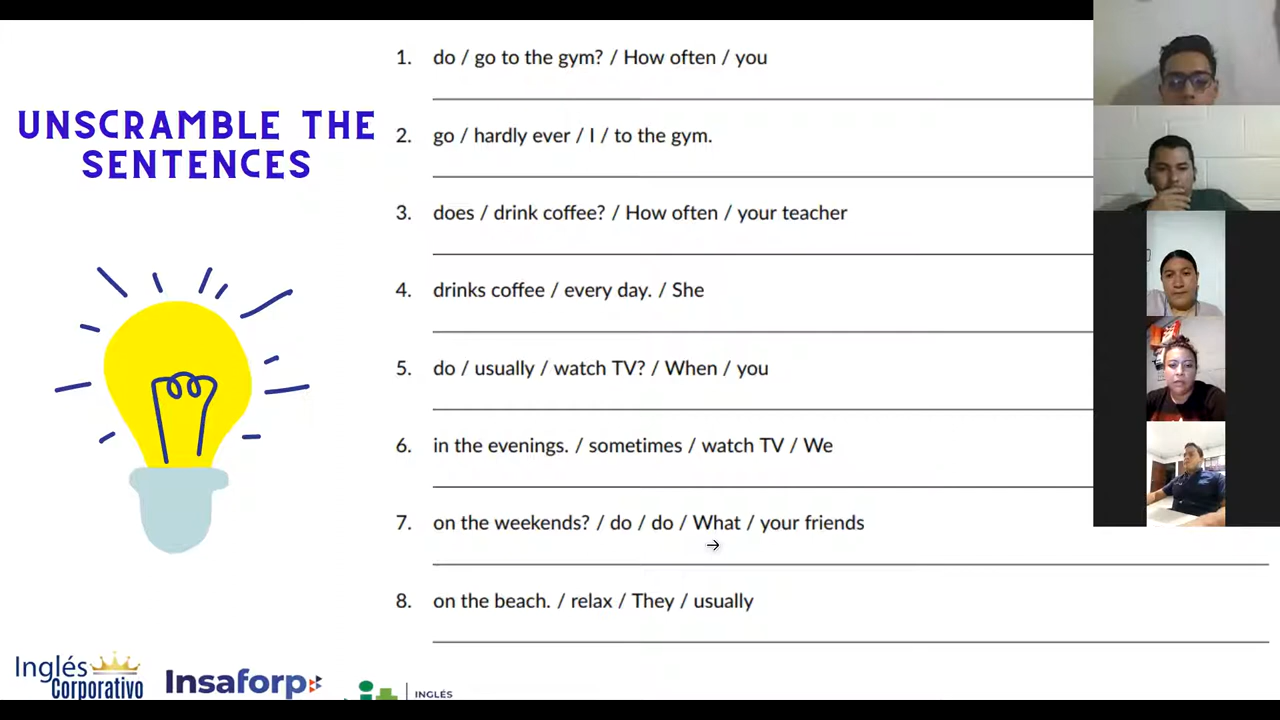 UNSCRAMBLE THE
SENTENCES
1. do / go to the gym? / How often / you
2. go / hardly ever / I / to the gym.
3. does / drink coffee? / How often / your teacher
4. drinks coffee / every day. / She
5. do / usually / watch TV? / When / you
6. in the evenings. / sometimes / watch TV / We
7. on the weekends? / do / do / What / your friends
8. on the beach. / relax / They / usually
Inglés
Corporativo
Insaforp
it
INGLÉS